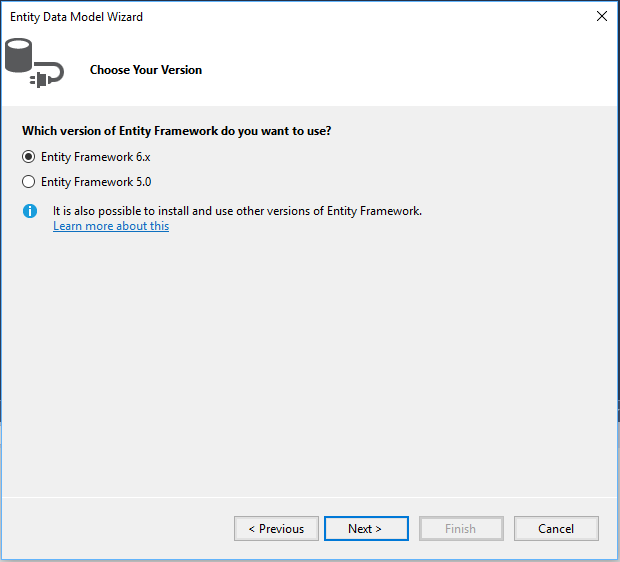 Entity Data Model Wizard
Choose Your Version
Which version of Entity Framework do you want to use?
Entity Framework 6.x
Entity Framework 5.0
It is also possible to install and use other versions of Entity Framework.
Learn more about this
< Previous
Next >
Finish
Cancel